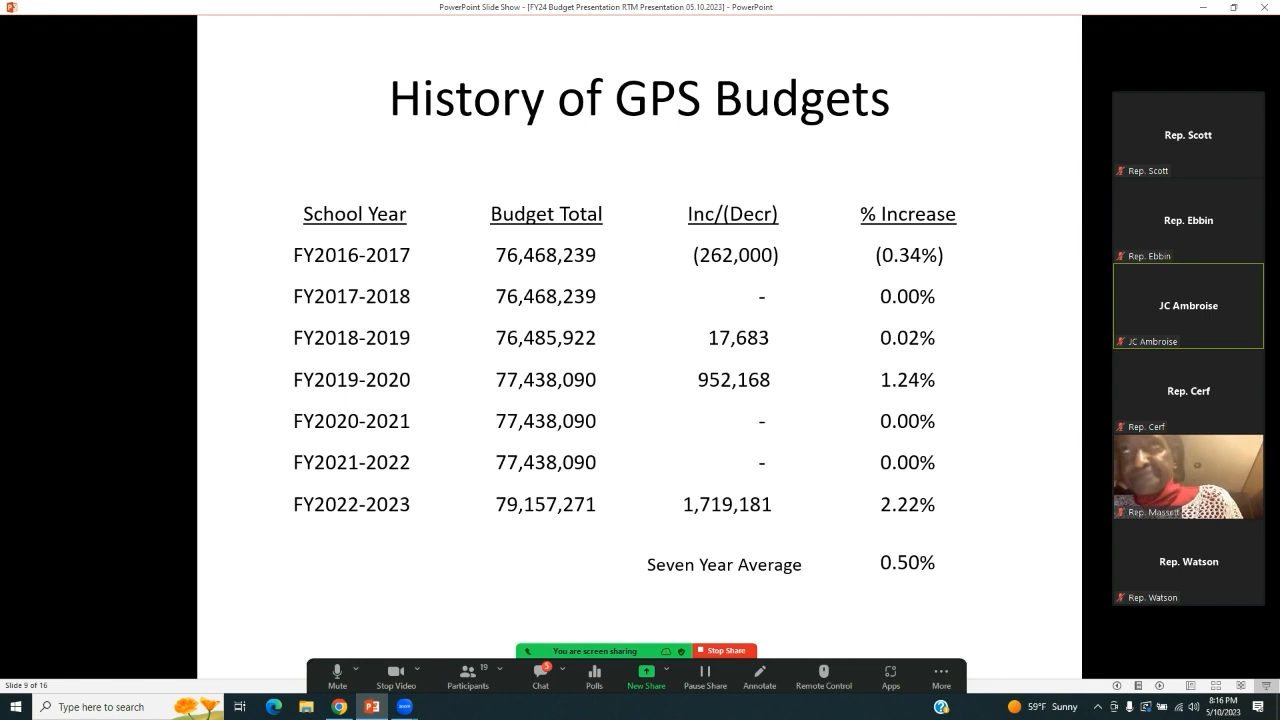 PowerPoint Slide Show - [FY24 Budget Presentation RTM Presentation 05.10.2023] - PowerPoint
History of GPS Budgets
School Year Budget Total Inc/(Decr) % Increase
FY2016-2017 76,468,239 (262,000) (0.34%)
FY2017-2018 76,468,239 - 0.00%
FY2018-2019 76,485,922 17,683 0.02%
FY2019-2020 77,438,090 952,168 1.24%
FY2020-2021 77,438,090 - 0.00%
FY2021-2022 77,438,090 - 0.00%
FY2022-2023 79,157,271 1,719,181 2.22%
Seven Year Average 0.50%
Rep. Scott
Rep. Scott
Rep. Ebbin
Rep. Ebbin
JC Ambroise
JC Ambroise
Rep. Cerf
Rep. Cerf
Rep. Massett
Rep. Watson
Rep. Watson
You are screen sharing Stop Share
19 5
Mute Stop Video Participants Chat Polls New Share Pause Share Annotate Remote Control Apps More
Slide 9 of 16
Type here to search
59°F Sunny
8:16 PM
5/10/2023